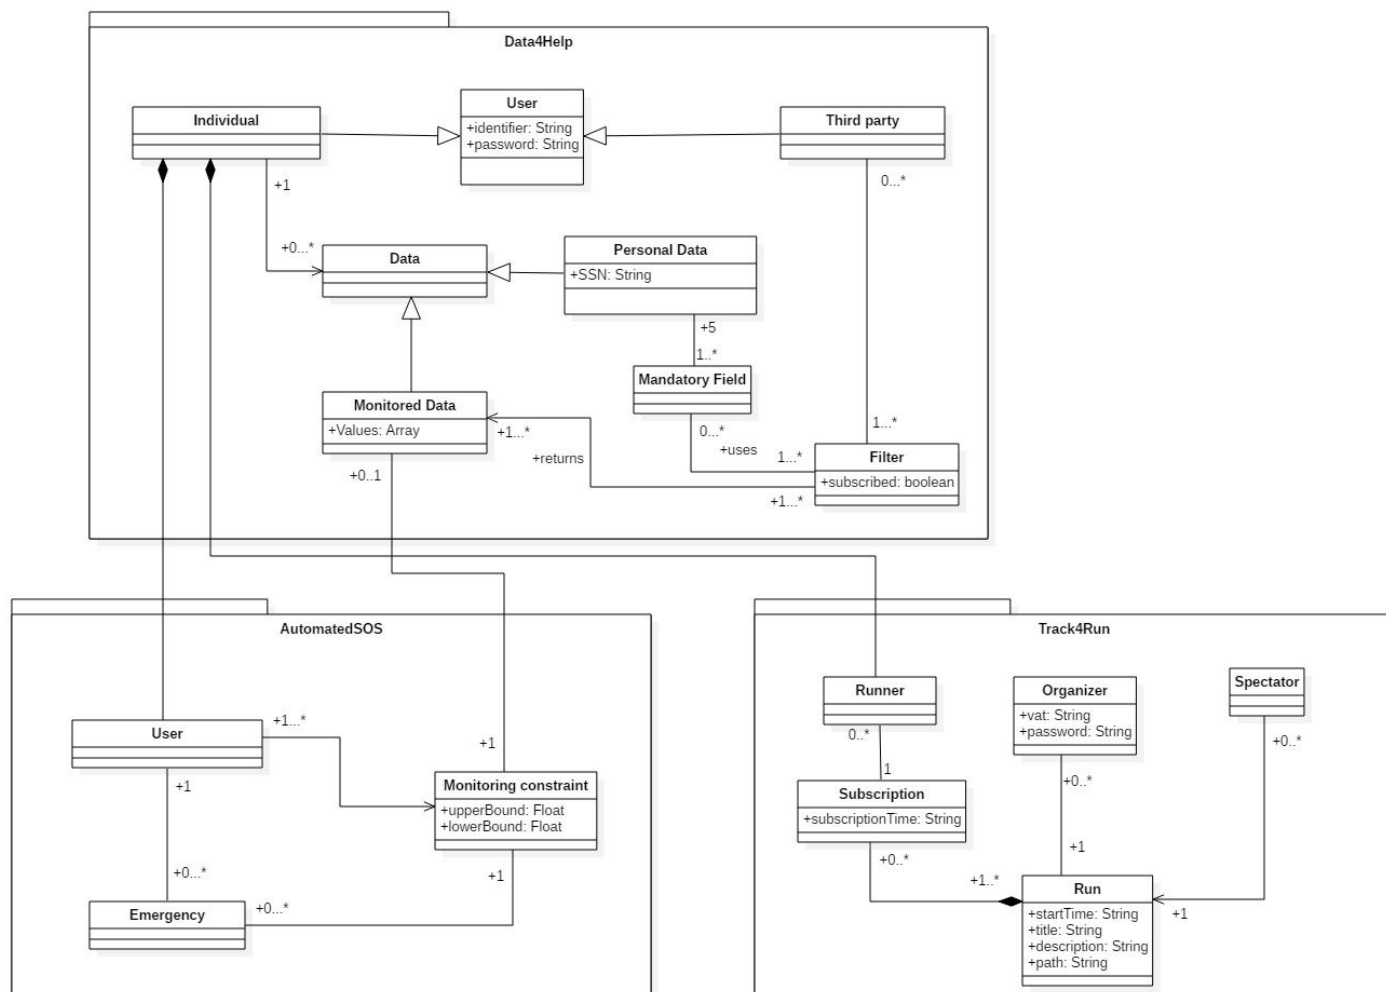 Data4Help
Individual
User
+identifier: String
+password: String
Third party
+1
0...*
+0...*
Data
Personal Data
+SSN: String
+5
1..*
Mandatory Field
Monitored Data
+Values: Array
+1...*
+returns
0...*
+uses
1...*
1...*
Filter
+subscribed: boolean
+1...*
+0..1
AutomatedSOS
User
+1...*
+1
+1
Monitoring constraint
+upperBound: Float
+lowerBound: Float
+0...*
+1
Emergency
+0...*
Track4Run
Runner
Organizer
+vat: String
+password: String
Spectator
0..*
+0..*
1
Subscription
+subscriptionTime: String
+0..*
+0..*
+1
+1..*
Run
+startTime: String
+title: String
+description: String
+path: String
+1